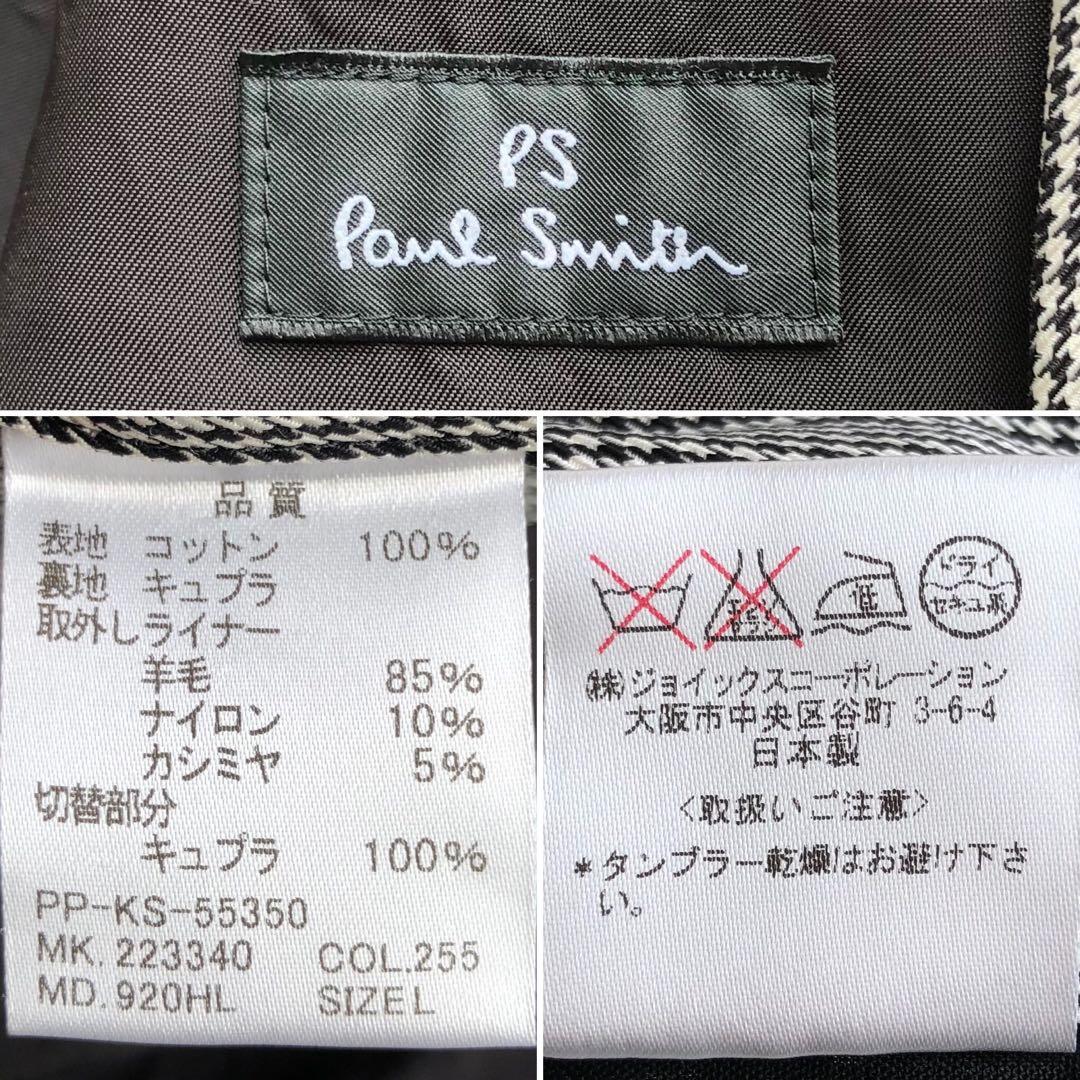 PS
Paul Smith
品質
表地 コットン 100%
裏地 キュプラ
取外しライナー
羊毛 85%
ナイロン 10%
カシミヤ 5%
切替部分
キュプラ 100%
PP-KS-55350
MK. 223340 COL. 255
MD. 920HL SIZE L
エンソサラシ
低
ドライ
セキユ系
(株)ジョイックスコーポレーション
大阪市中央区谷町 3-6-4
日本製
<取扱いご注意>
*タンブラー乾燥はお避け下さ
い。